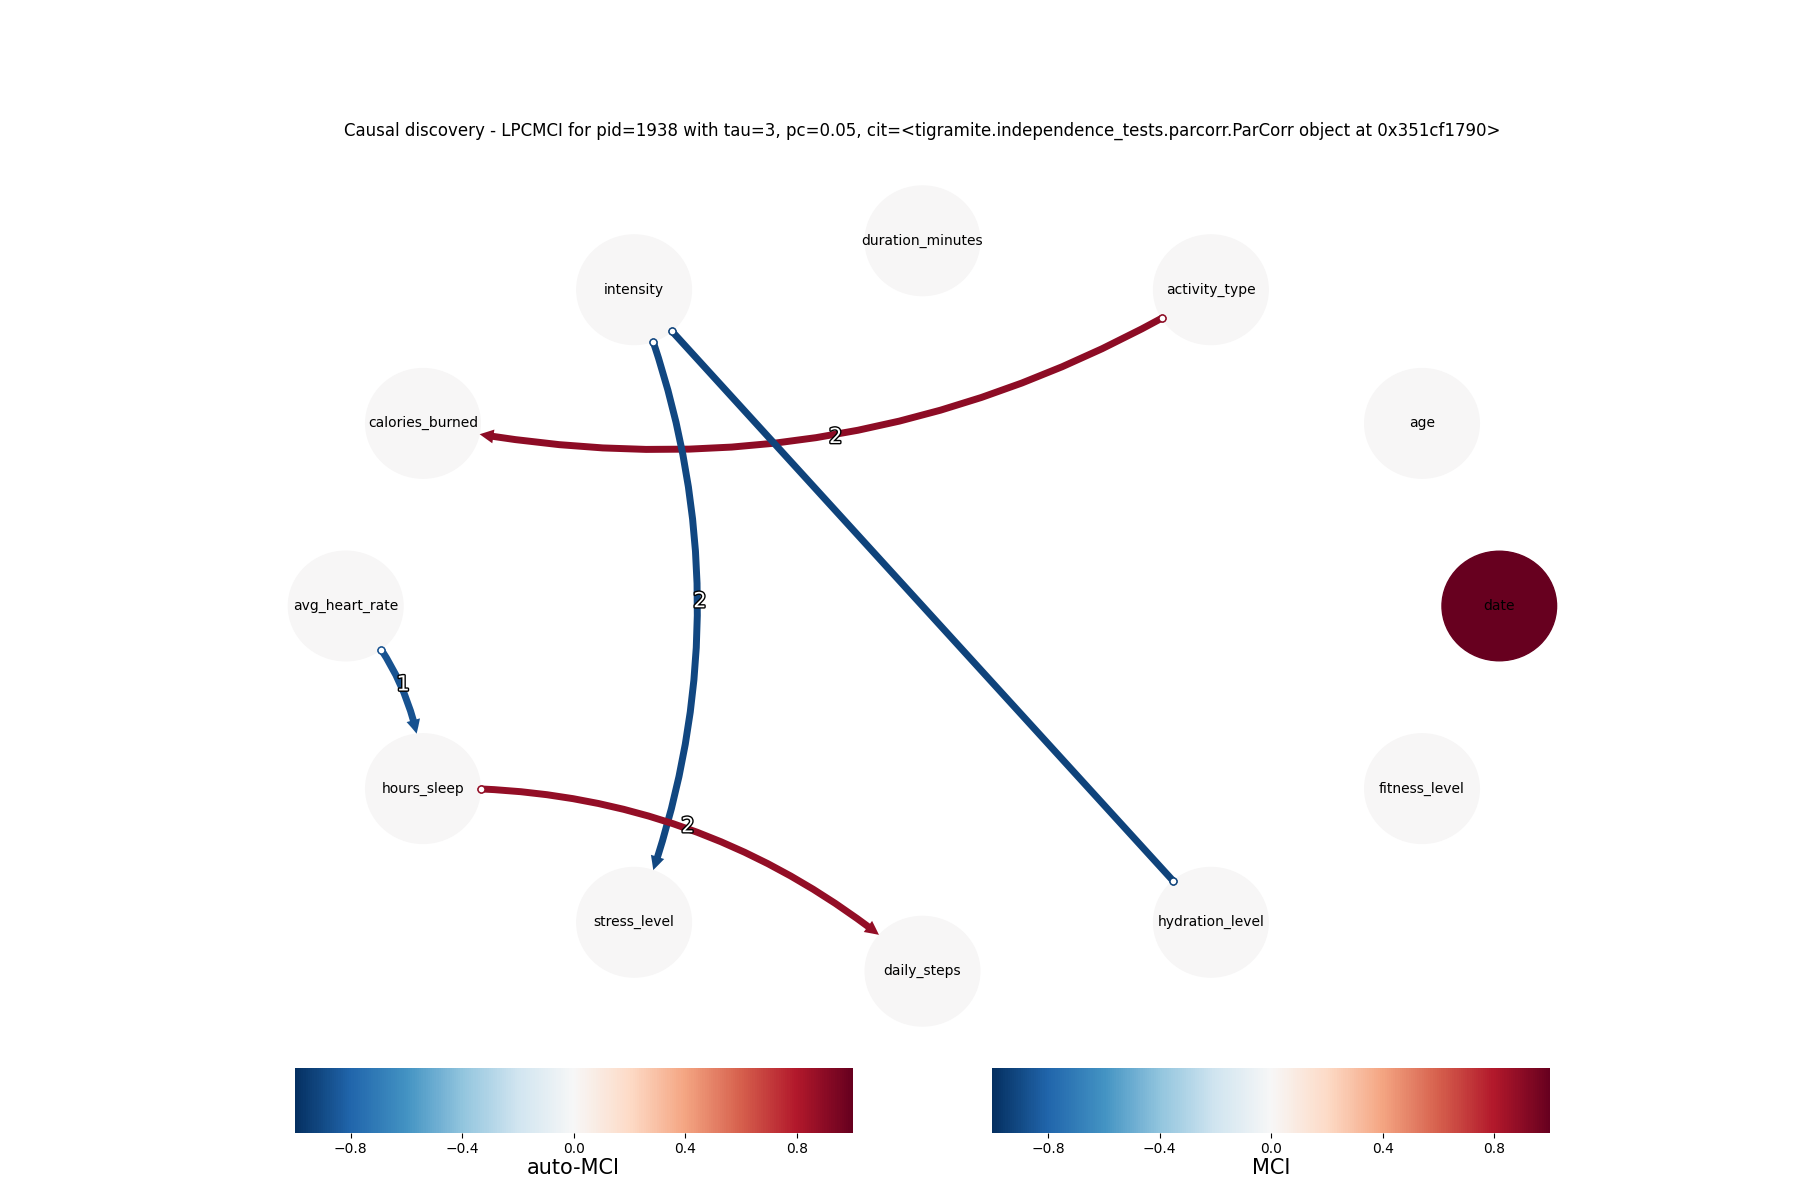 Causal discovery - LPCMCI for pid=1938 with tau=3, pc=0.05, cit=<tigramite.independence_tests.parcorr.ParCorr object at 0x351cf1790>
duration_minutes
intensity
activity_type
calories_burned
age
2
2
avg_heart_rate
date
1
hours_sleep
fitness_level
2
stress_level
hydration_level
daily_steps
−0.8 −0.4 0.0 0.4 0.8
auto-MCI
−0.8 −0.4 0.0 0.4 0.8
MCI